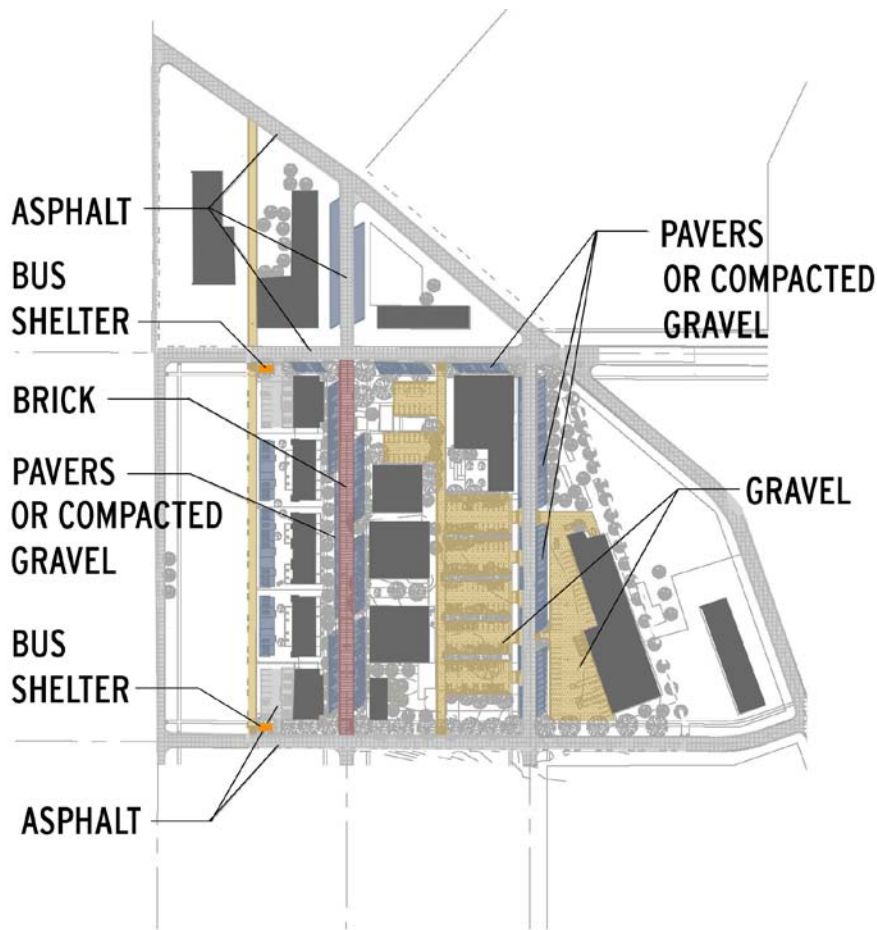 ASPHALT
BUS
SHELTER
BRICK
PAVERS
OR COMPACTED
GRAVEL
BUS
SHELTER
ASPHALT
PAVERS
OR COMPACTED
GRAVEL
GRAVEL